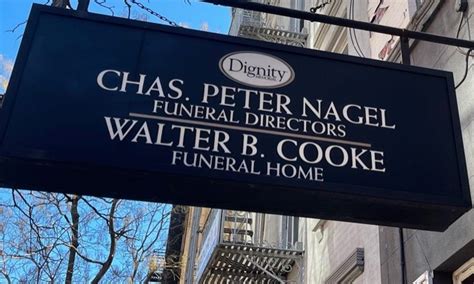 Dignity
CHAS. PETER NAGEL
FUNERAL DIRECTORS
WALTER B. COOKE
FUNERAL HOME